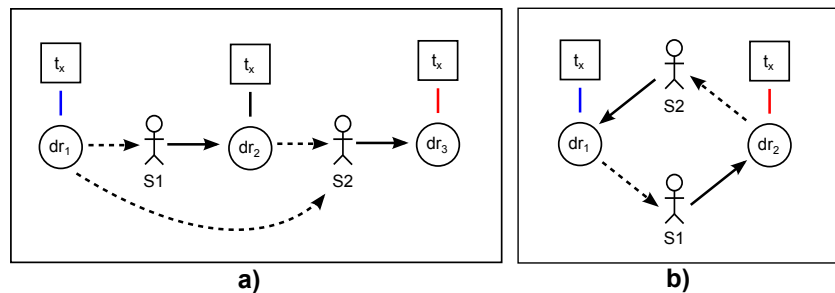 tₓ tₓ tₓ
dr₁ dr₂ dr₃
S1 S2
a)
S2
tₓ tₓ
dr₁ dr₂
S1
b)